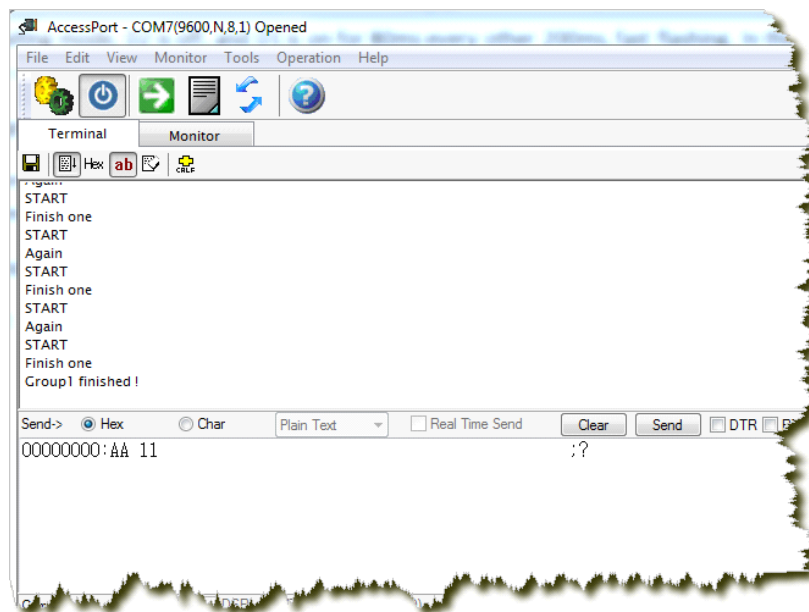 AccessPort - COM7(9600,N,8,1) Opened
File Edit View Monitor Tools Operation Help
Terminal Monitor
Hex ab CRLF
Again
START
Finish one
START
Again
START
Finish one
START
Again
START
Finish one
Group1 finished !
Send-> Hex Char Plain Text Real Time Send Clear Send DTR
00000000:AA 11 ;?